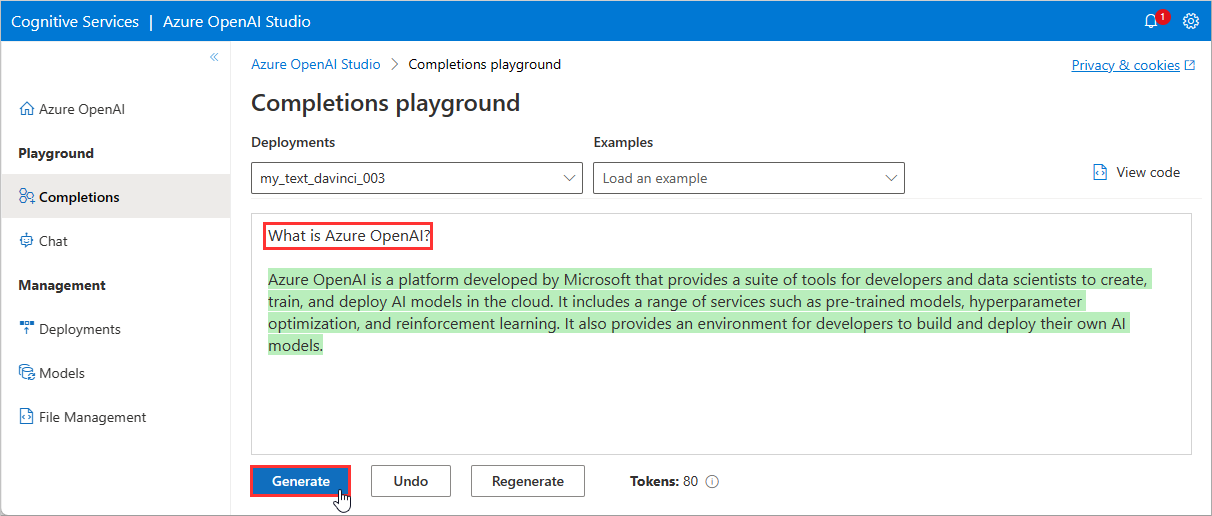 Cognitive Services | Azure OpenAI Studio
1
Azure OpenAI
Playground
Completions
Chat
Management
Deployments
Models
File Management
Azure OpenAI Studio > Completions playground
Privacy & cookies
Completions playground
Deployments
Examples
my_text_davinci_003
Load an example
View code
What is Azure OpenAI?
Azure OpenAI is a platform developed by Microsoft that provides a suite of tools for developers and data scientists to create,
train, and deploy AI models in the cloud. It includes a range of services such as pre-trained models, hyperparameter
optimization, and reinforcement learning. It also provides an environment for developers to build and deploy their own AI
models.
Generate
Undo
Regenerate
Tokens: 80